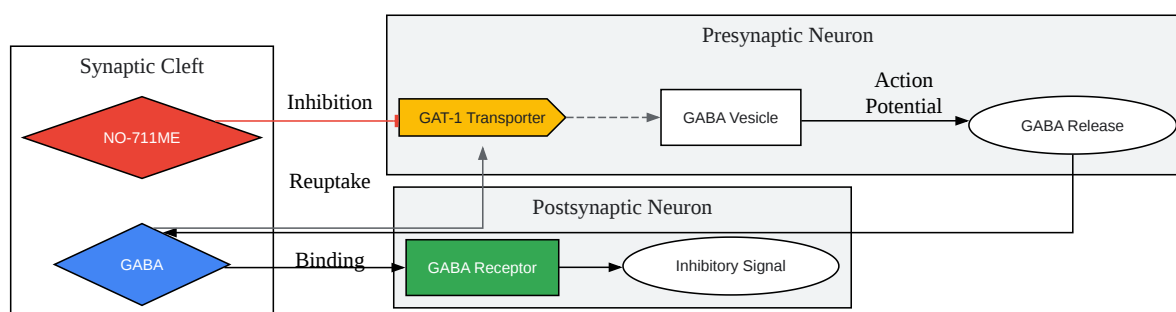 Presynaptic Neuron
Synaptic Cleft
Action
Potential
Inhibition
NO-711ME
GAT-1 Transporter
GABA Vesicle
GABA Release
Reuptake
Postsynaptic Neuron
GABA
Binding
GABA Receptor
Inhibitory Signal